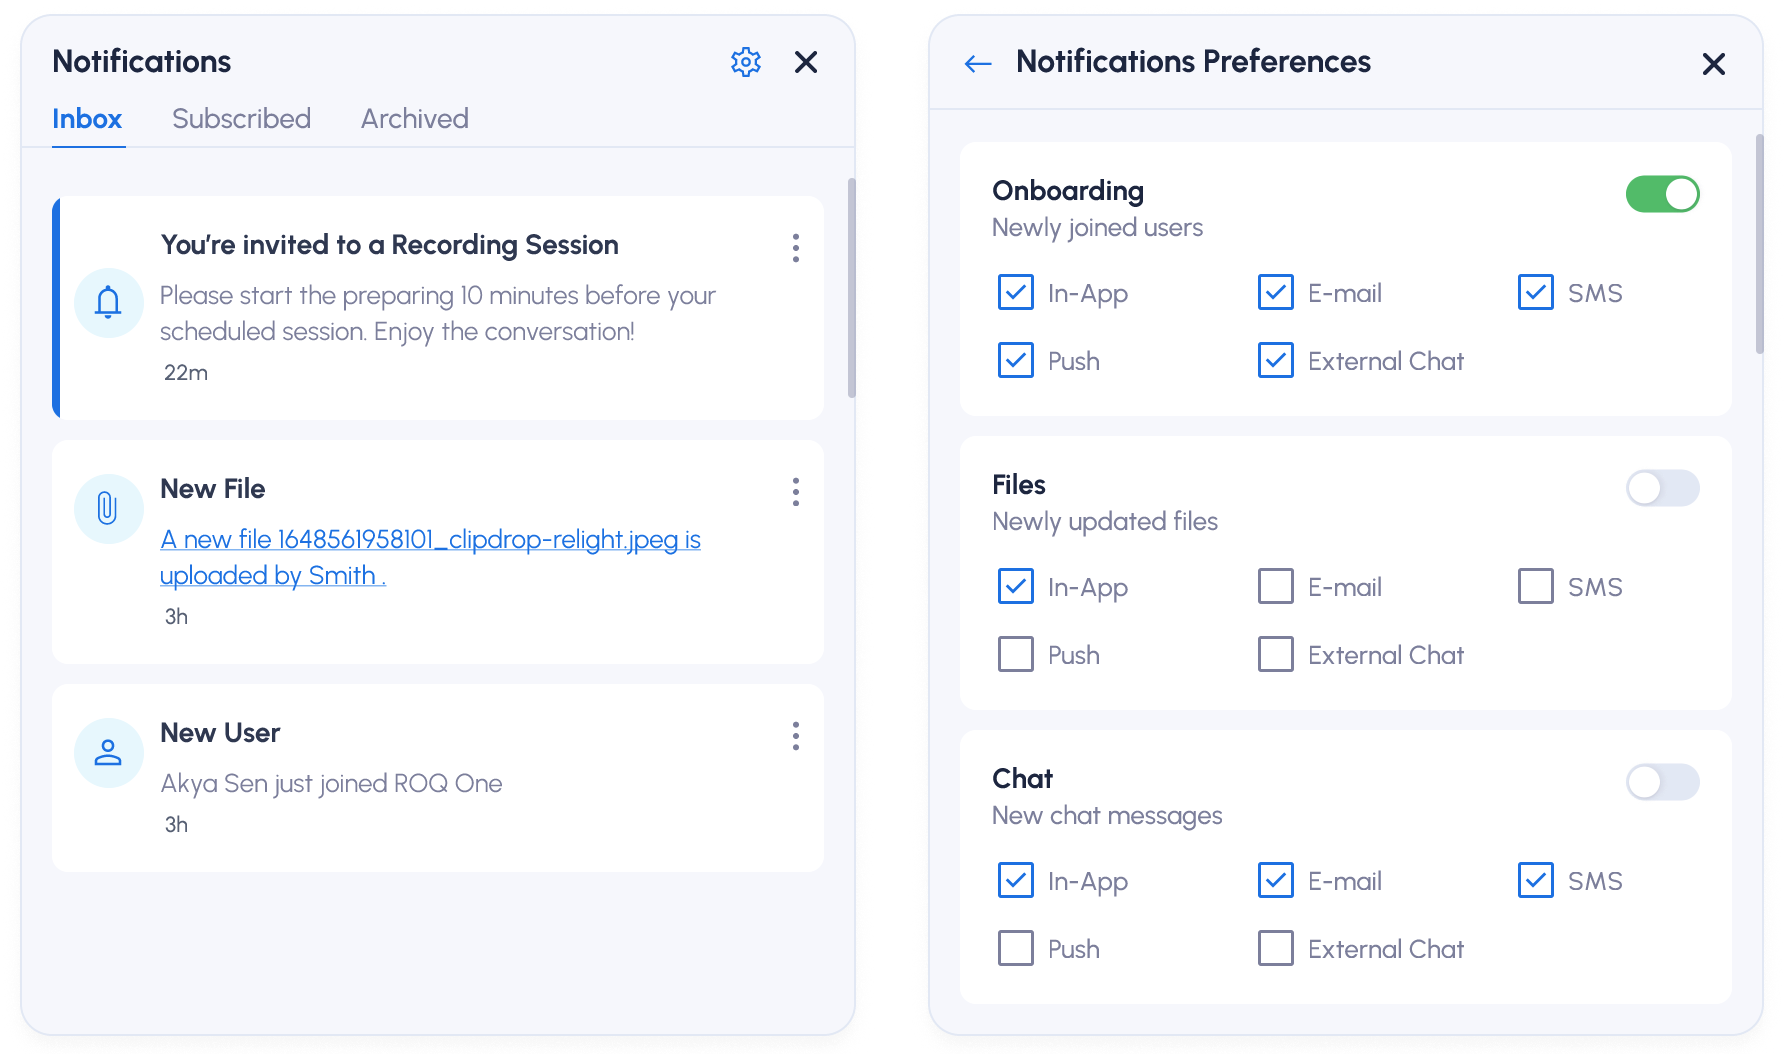 Notifications
Inbox Subscribed Archived
You're invited to a Recording Session
Please start the preparing 10 minutes before your
scheduled session. Enjoy the conversation!
22m
New File
A new file 1648561958101_clipdrop-relight.jpeg is
uploaded by Smith .
3h
New User
Akya Sen just joined ROQ One
3h
Notifications Preferences
Onboarding
Newly joined users
In-App E-mail SMS
Push External Chat
Files
Newly updated files
In-App E-mail SMS
Push External Chat
Chat
New chat messages
In-App E-mail SMS
Push External Chat